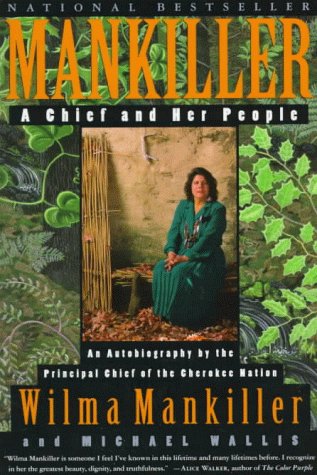 NATIONAL BESTSELLER
MANKILLER
A Chief and Her People
An Autobiography by the
Principal Chief of the Cherokee Nation
Wilma Mankiller
and MICHAEL WALLIS
"Wilma Mankiller is someone I feel I've known in this lifetime and many lifetimes before. I recognize
in her the greatest beauty, dignity, and truthfulness." —ALICE WALKER, author of The Color Purple